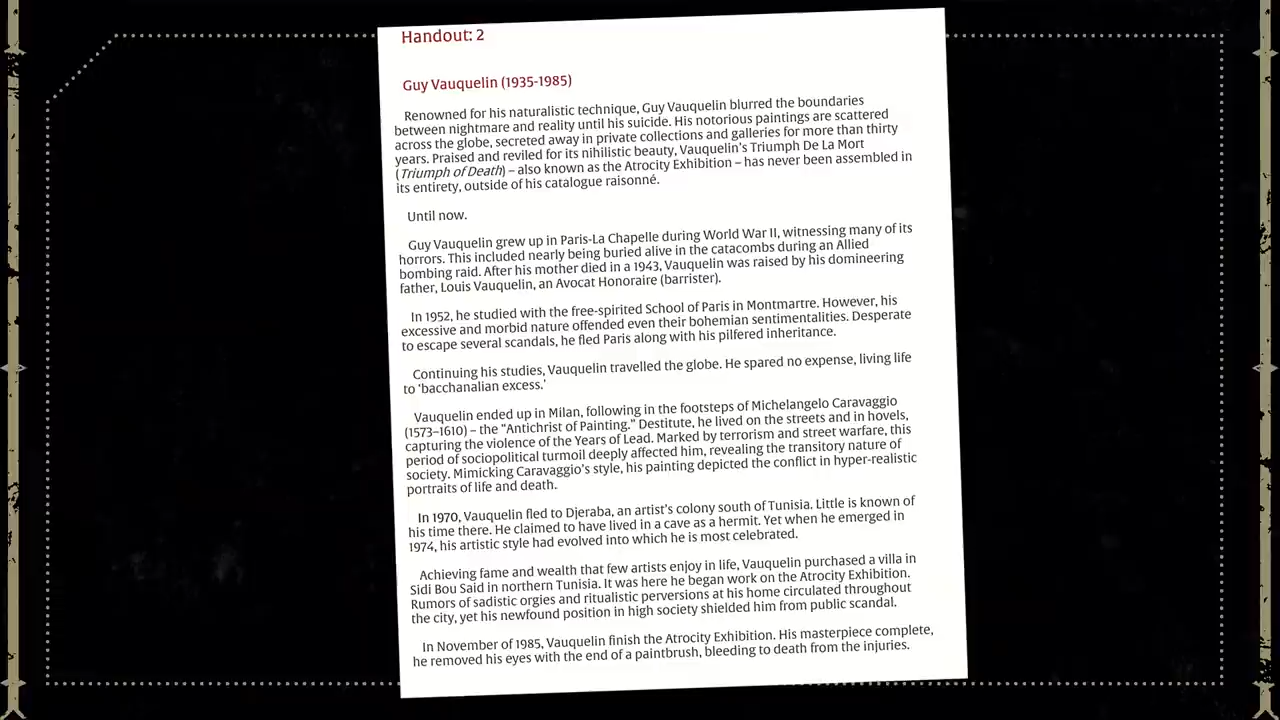 Handout: 2
Guy Vauquelin (1935-1985)
Renowned for his naturalistic technique, Guy Vauquelin blurred the boundaries
between nightmare and reality until his suicide. His notorious paintings are scattered
across the globe, secreted away in private collections and galleries for more than thirty
years. Praised and reviled for its nihilistic beauty, Vauquelin's Triumph De La Mort
(Triumph of Death) – also known as the Atrocity Exhibition – has never been assembled in
its entirety, outside of his catalogue raisonné.
Until now.
Guy Vauquelin grew up in Paris-La Chapelle during World War II, witnessing many of its
horrors. This included nearly being buried alive in the catacombs during an Allied
bombing raid. After his mother died in a 1943, Vauquelin was raised by his domineering
father, Louis Vauquelin, an Avocat Honoraire (barrister).
In 1952, he studied with the free-spirited School of Paris in Montmartre. However, his
excessive and morbid nature offended even their bohemian sentimentalities. Desperate
to escape several scandals, he fled Paris along with his pilfered inheritance.
Continuing his studies, Vauquelin travelled the globe. He spared no expense, living life
to 'bacchanalian excess.'
Vauquelin ended up in Milan, following in the footsteps of Michelangelo Caravaggio
(1573–1610) – the "Antichrist of Painting." Destitute, he lived on the streets and in hovels,
capturing the violence of the Years of Lead. Marked by terrorism and street warfare, this
period of sociopolitical turmoil deeply affected him, revealing the transitory nature of
society. Mimicking Caravaggio's style, his painting depicted the conflict in hyper-realistic
portraits of life and death.
In 1970, Vauquelin fled to Djeraba, an artist's colony south of Tunisia. Little is known of
his time there. He claimed to have lived in a cave as a hermit. Yet when he emerged in
1974, his artistic style had evolved into which he is most celebrated.
Achieving fame and wealth that few artists enjoy in life, Vauquelin purchased a villa in
Sidi Bou Said in northern Tunisia. It was here he began work on the Atrocity Exhibition.
Rumors of sadistic orgies and ritualistic perversions at his home circulated throughout
the city, yet his newfound position in high society shielded him from public scandal.
In November of 1985, Vauquelin finish the Atrocity Exhibition. His masterpiece complete,
he removed his eyes with the end of a paintbrush, bleeding to death from the injuries.